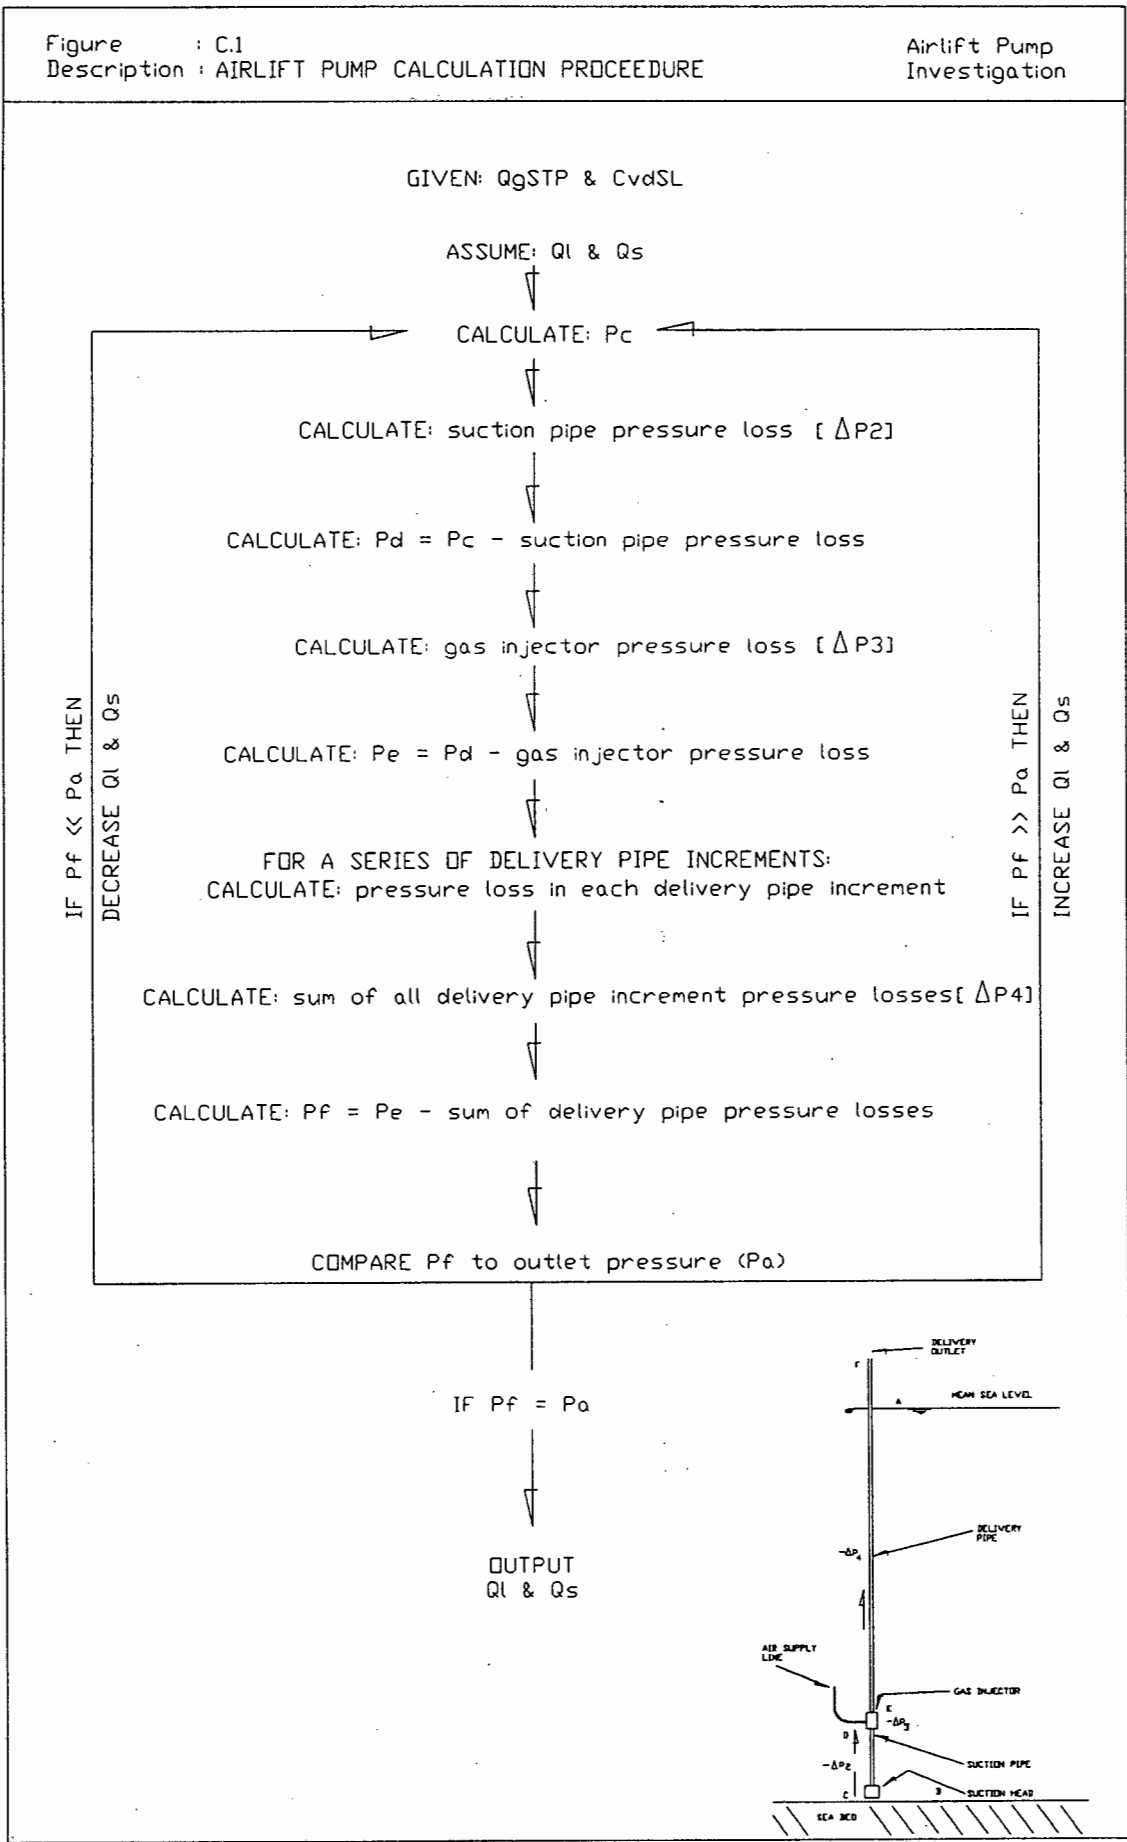 Figure : C.1
Description : AIRLIFT PUMP CALCULATION PROCEEDURE
Airlift Pump
Investigation
GIVEN: QgSTP & CvdSL
ASSUME: Ql & Qs
CALCULATE: Pc
CALCULATE: suction pipe pressure loss [ ΔP2]
CALCULATE: Pd = Pc - suction pipe pressure loss
CALCULATE: gas injector pressure loss [ ΔP3]
CALCULATE: Pe = Pd - gas injector pressure loss
FOR A SERIES OF DELIVERY PIPE INCREMENTS:
CALCULATE: pressure loss in each delivery pipe increment
CALCULATE: sum of all delivery pipe increment pressure losses[ ΔP4]
CALCULATE: Pf = Pe - sum of delivery pipe pressure losses
COMPARE Pf to outlet pressure (Pa)
IF Pf << Pa THEN
DECREASE Ql & Qs
IF Pf >> Pa THEN
INCREASE Ql & Qs
IF Pf = Pa
OUTPUT
Ql & Qs
DELIVERY
OUTLET
F
MEAN SEA LEVEL
A
DELIVERY
PIPE
-ΔP4
AIR SUPPLY
LINE
GAS INJECTOR
E
-ΔP3
D
-ΔP2
SUCTION PIPE
C
B
SUCTION HEAD
SEA BED